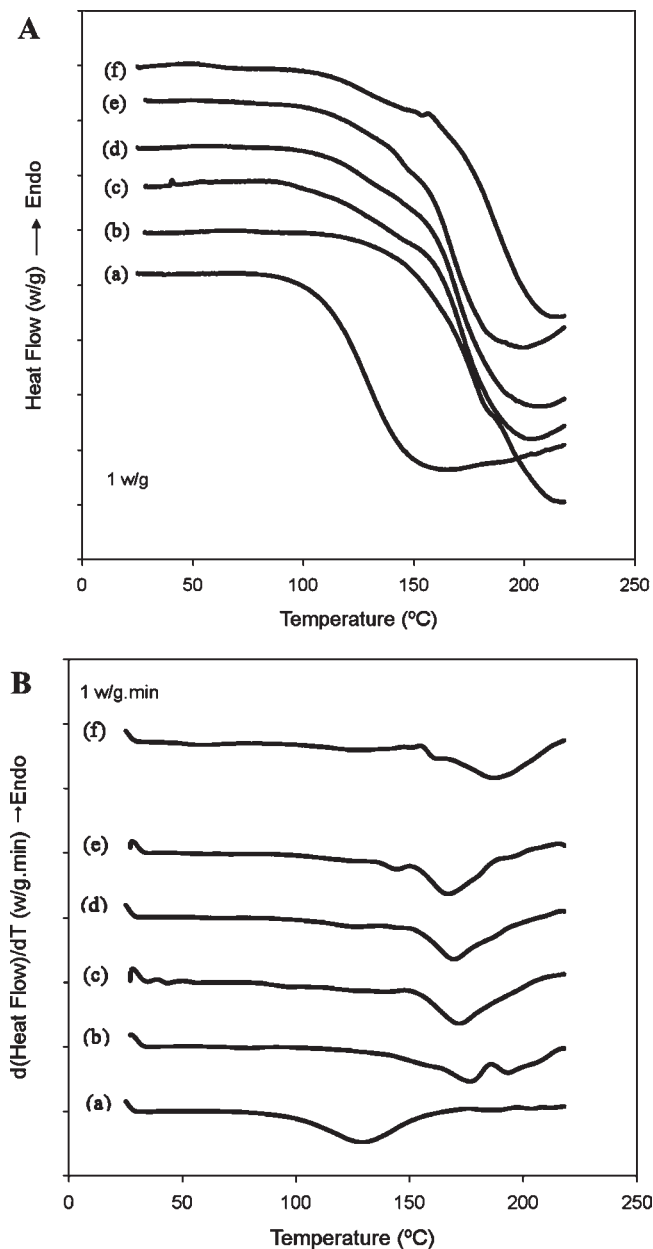 A
(f)
(e)
(d)
(c)
(b)
(a)
Heat Flow (w/g) ⟶ Endo
1 w/g
0 50 100 150 200 250
Temperature (ºC)
B
1 w/g.min
(f)
(e)
(d)
(c)
(b)
(a)
d(Heat Flow)/dT (w/g.min) →Endo
0 50 100 150 200 250
Temperature (ºC)